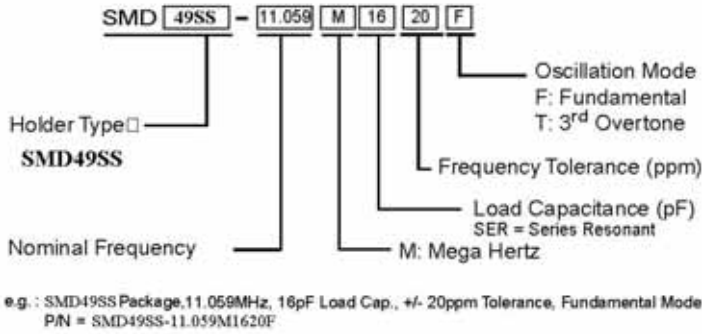 SMD 49SS - 11.059 M 16 20 F
Oscillation Mode
F: Fundamental
T: 3rd Overtone
Holder Type□
SMD49SS
Frequency Tolerance (ppm)
Load Capacitance (pF)
SER = Series Resonant
Nominal Frequency
M: Mega Hertz
e.g. : SMD49SS Package,11.059MHz, 16pF Load Cap., +/- 20ppm Tolerance, Fundamental Mode
P/N = SMD49SS-11.059M1620F